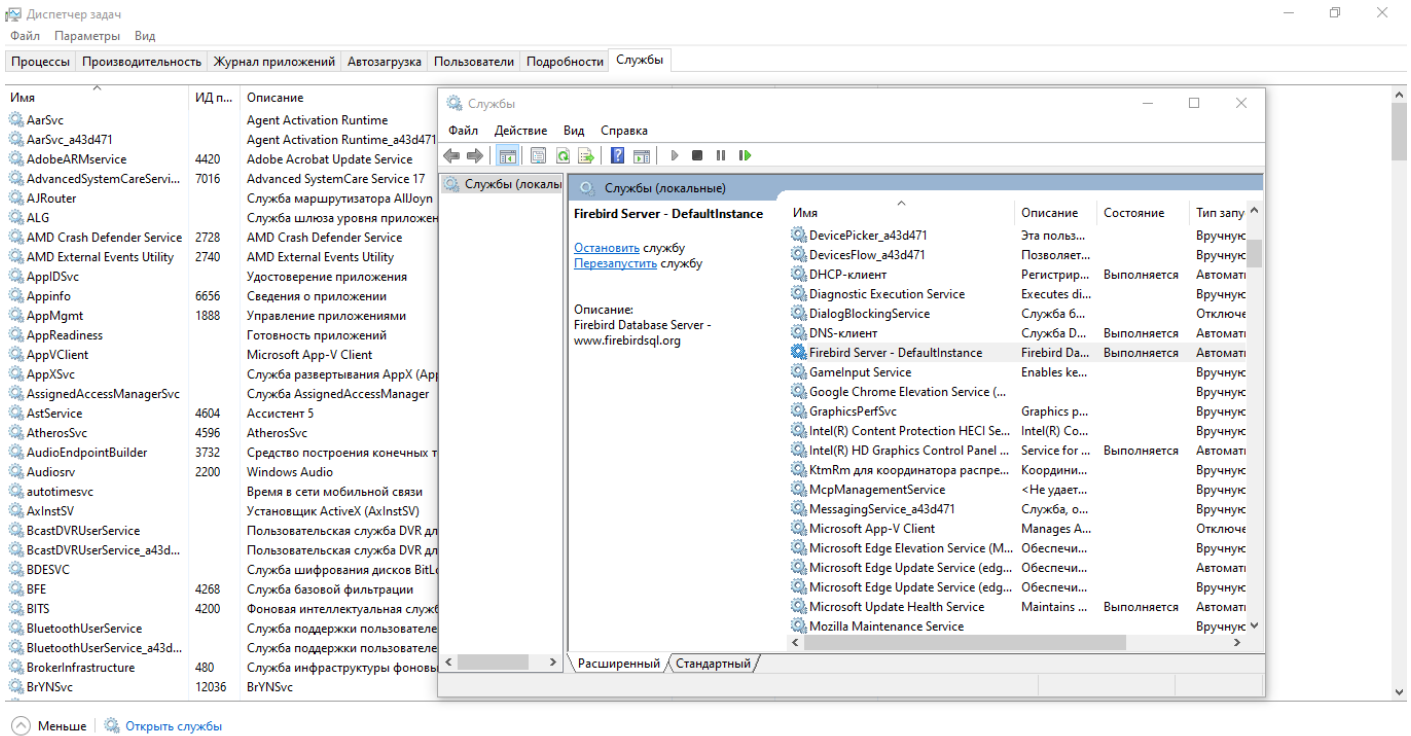 Диспетчер задач
Файл Параметры Вид
Процессы Производительность Журнал приложений Автозагрузка Пользователи Подробности Службы
Имя ИД п... Описание
AarSvc Agent Activation Runtime
AarSvc_a43d471 Agent Activation Runtime_a43d471
AdobeARMservice 4420 Adobe Acrobat Update Service
AdvancedSystemCareServi... 7016 Advanced SystemCare Service 17
AJRouter Служба маршрутизатора AllJoyn
ALG Служба шлюза уровня приложен
AMD Crash Defender Service 2728 AMD Crash Defender Service
AMD External Events Utility 2740 AMD External Events Utility
AppIDSvc Удостоверение приложения
Appinfo 6656 Сведения о приложении
AppMgmt 1888 Управление приложениями
AppReadiness Готовность приложений
AppVClient Microsoft App-V Client
AppXSvc Служба развертывания AppX (App
AssignedAccessManagerSvc Служба AssignedAccessManager
AstService 4604 Ассистент 5
AtherosSvc 4596 AtherosSvc
AudioEndpointBuilder 3732 Средство построения конечных т
Audiosrv 2200 Windows Audio
autotimesvc Время в сети мобильной связи
AxInstSV Установщик ActiveX (AxInstSV)
BcastDVRUserService Пользовательская служба DVR дл
BcastDVRUserService_a43d... Пользовательская служба DVR дл
BDESVC Служба шифрования дисков BitLo
BFE 4268 Служба базовой фильтрации
BITS 4200 Фоновая интеллектуальная служб
BluetoothUserService Служба поддержки пользователе
BluetoothUserService_a43d... Служба поддержки пользователе
BrokerInfrastructure 480 Служба инфраструктуры фоновы
BrYNSvc 12036 BrYNSvc
Меньше Открыть службы
Службы
Файл Действие Вид Справка
Службы (локалы
Службы (локальные)
Firebird Server - DefaultInstance
Остановить службу
Перезапустить службу
Описание:
Firebird Database Server -
www.firebirdsql.org
Имя Описание Состояние Тип запу
DevicePicker_a43d471 Эта польз... Вручную
DevicesFlow_a43d471 Позволяет... Вручную
DHCP-клиент Регистрир... Выполняется Автомати
Diagnostic Execution Service Executes di... Вручную
DialogBlockingService Служба б... Отключе
DNS-клиент Служба D... Выполняется Автомати
Firebird Server - DefaultInstance Firebird Da... Выполняется Автомати
GameInput Service Enables ke... Вручную
Google Chrome Elevation Service (... Вручную
GraphicsPerfSvc Graphics p... Вручную
Intel(R) Content Protection HECI Se... Intel(R) Co... Вручную
Intel(R) HD Graphics Control Panel ... Service for ... Выполняется Автомати
KtmRm для координатора распре... Координи... Вручную
McpManagementService <Не удает... Вручную
MessagingService_a43d471 Служба, о... Вручную
Microsoft App-V Client Manages A... Отключе
Microsoft Edge Elevation Service (M... Обеспечи... Вручную
Microsoft Edge Update Service (edg... Обеспечи... Автомати
Microsoft Edge Update Service (edg... Обеспечи... Вручную
Microsoft Update Health Service Maintains ... Выполняется Автомати
Mozilla Maintenance Service Вручную
Расширенный Стандартный